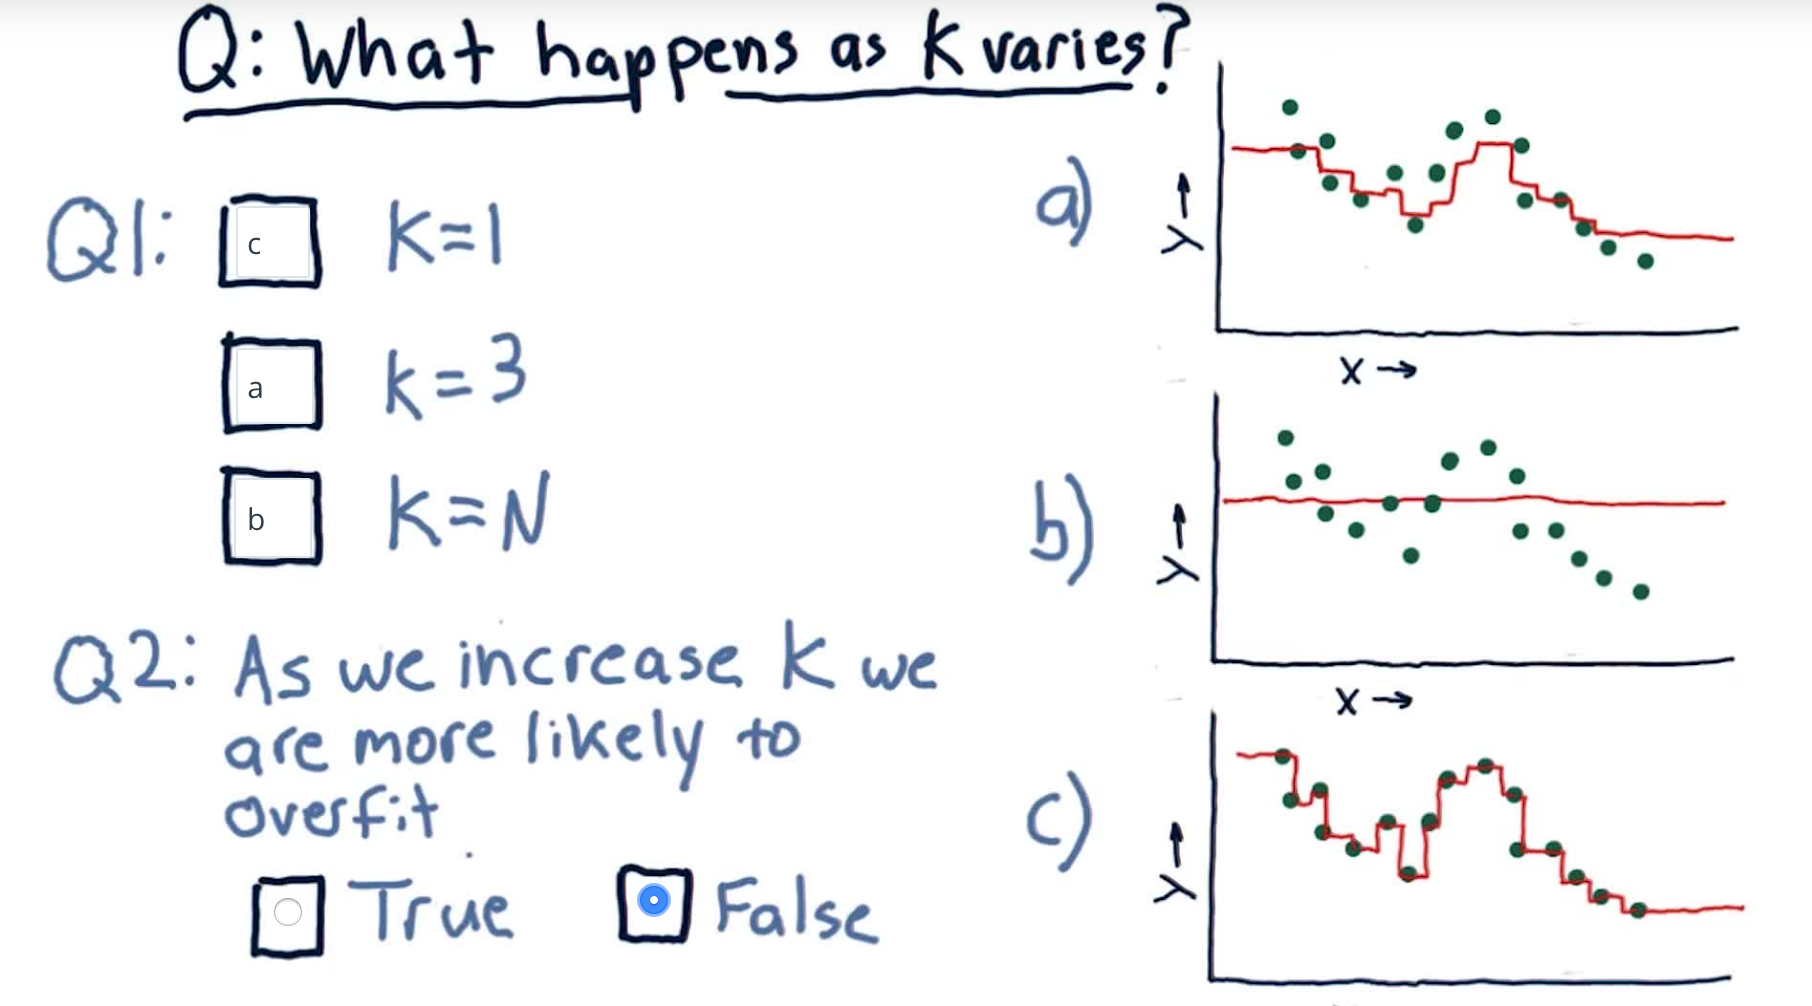 Q: What happens as K varies?
Q1: c K=1
a K=3
b K=N
Q2: As we increase K we
are more likely to
overfit
True False
a)
Y→
X→
b)
Y→
X→
c)
Y→